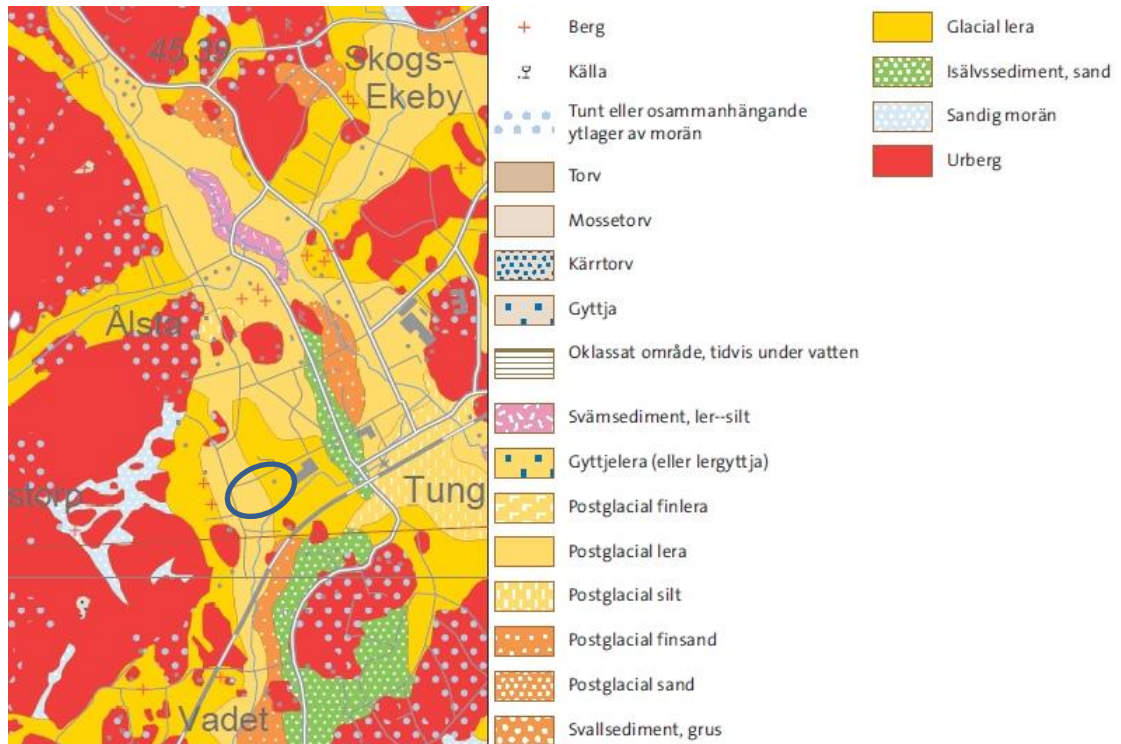 45,39
Skogs-
Ekeby
Ålsta
storp
Tung
Vadet
Berg
Källa
Tunt eller osammanhängande
ytlager av morän
Torv
Mossetorv
Kärrtorv
Gyttja
Oklassat område, tidvis under vatten
Svämsediment, ler--silt
Gyttjelera (eller lergyttja)
Postglacial finlera
Postglacial lera
Postglacial silt
Postglacial finsand
Postglacial sand
Svallsediment, grus
Glacial lera
Isälvssediment, sand
Sandig morän
Urberg